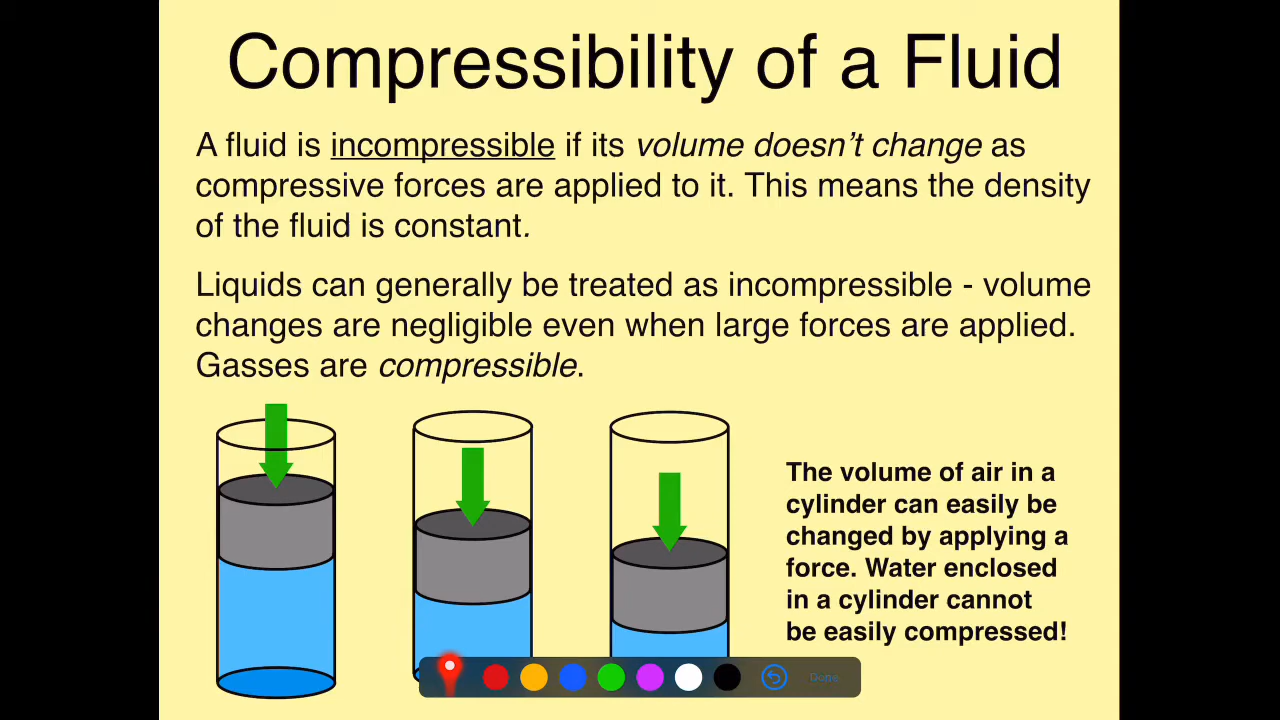 Compressibility of a Fluid
A fluid is incompressible if its volume doesn't change as
compressive forces are applied to it. This means the density
of the fluid is constant.
Liquids can generally be treated as incompressible - volume
changes are negligible even when large forces are applied.
Gasses are compressible.
The volume of air in a
cylinder can easily be
changed by applying a
force. Water enclosed
in a cylinder cannot
be easily compressed!
Done